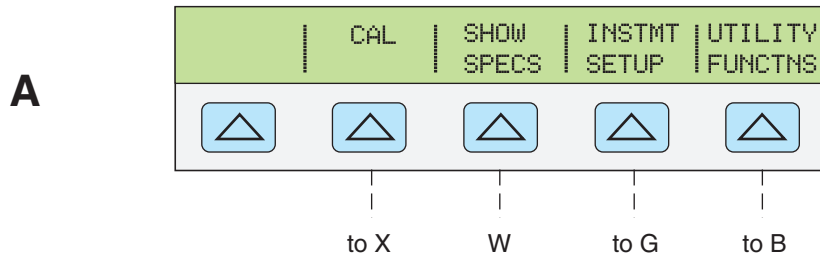 CAL SHOW INSTMT UTILITY
SPECS SETUP FUNCTNS
A
to X W to G to B